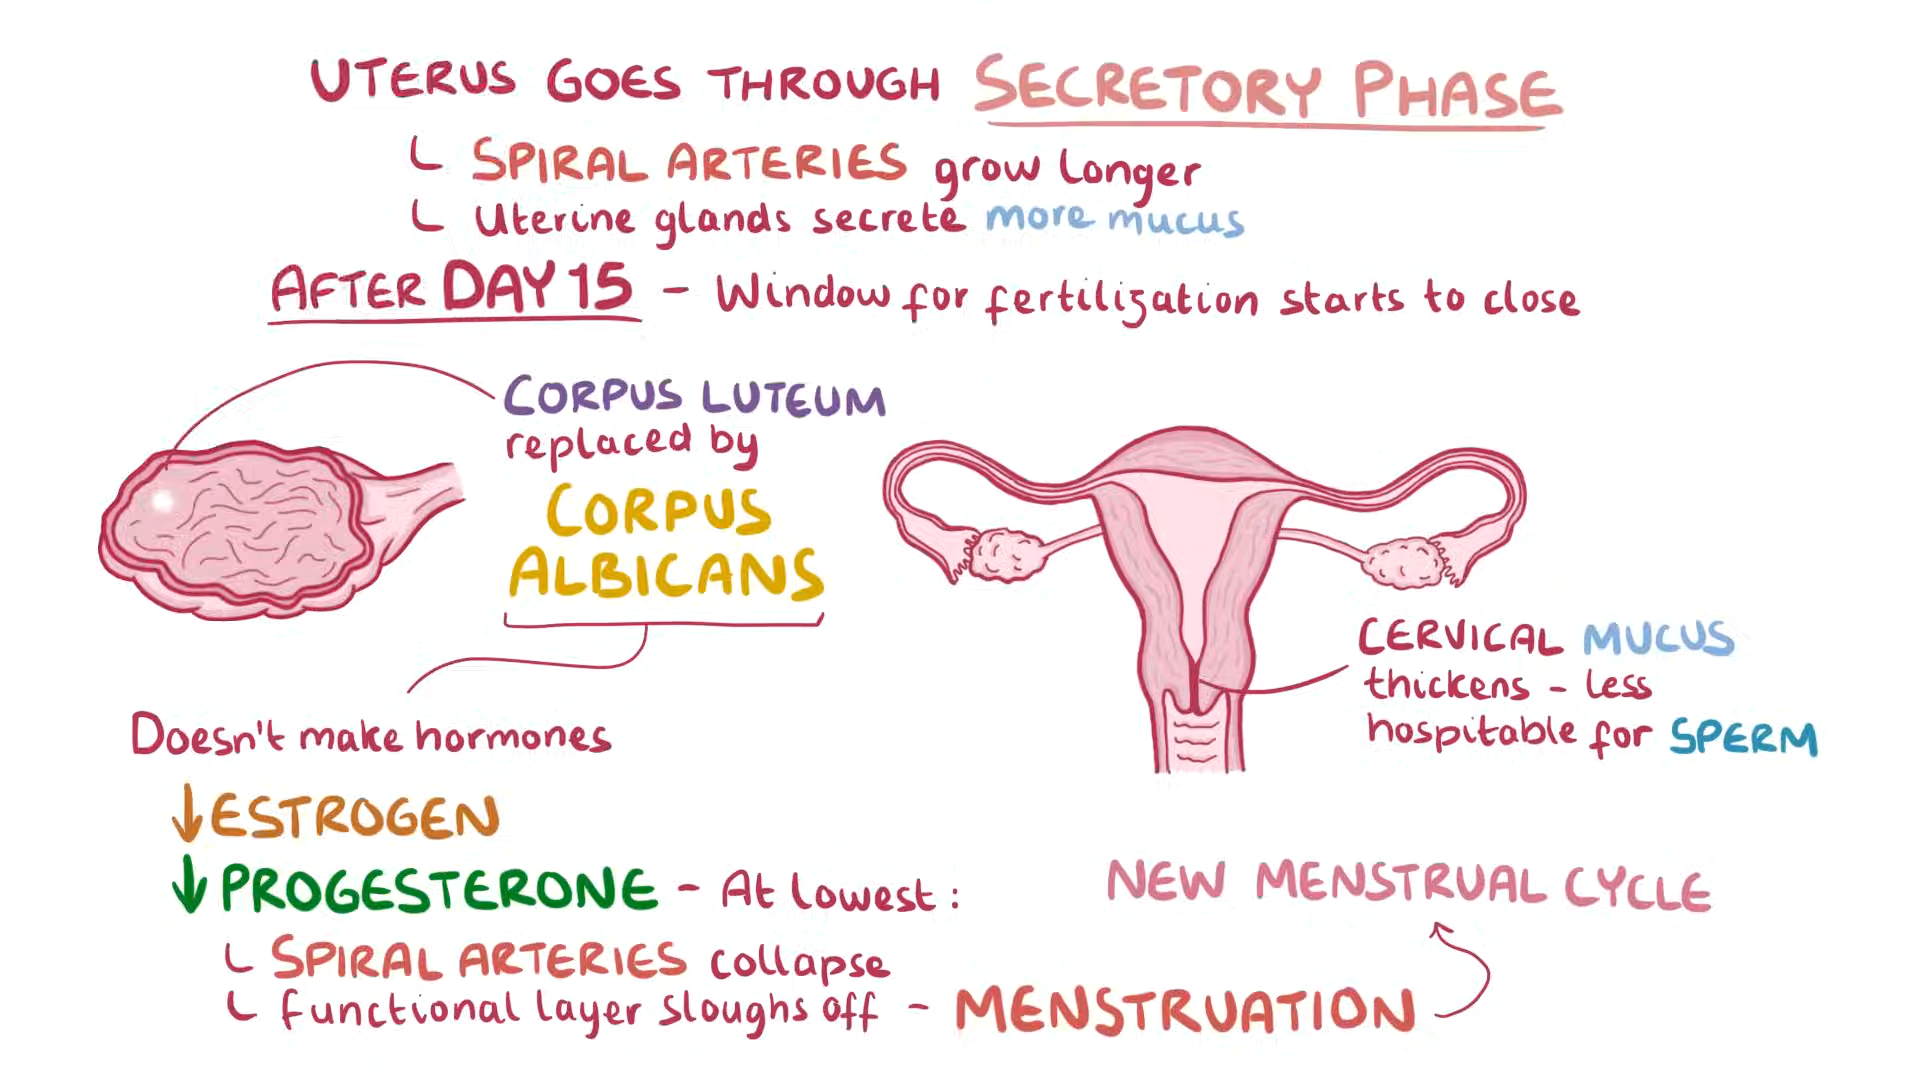 UTERUS GOES THROUGH SECRETORY PHASE
SPIRAL ARTERIES grow longer
Uterine glands secrete more mucus
AFTER DAY 15 - Window for fertilization starts to close
CORPUS LUTEUM
replaced by
CORPUS
ALBICANS
Doesn't make hormones
↓ ESTROGEN
↓ PROGESTERONE - At lowest:
SPIRAL ARTERIES collapse
Functional layer sloughs off - MENSTRUATION
CERVICAL MUCUS
thickens - less
hospitable for SPERM
NEW MENSTRUAL CYCLE